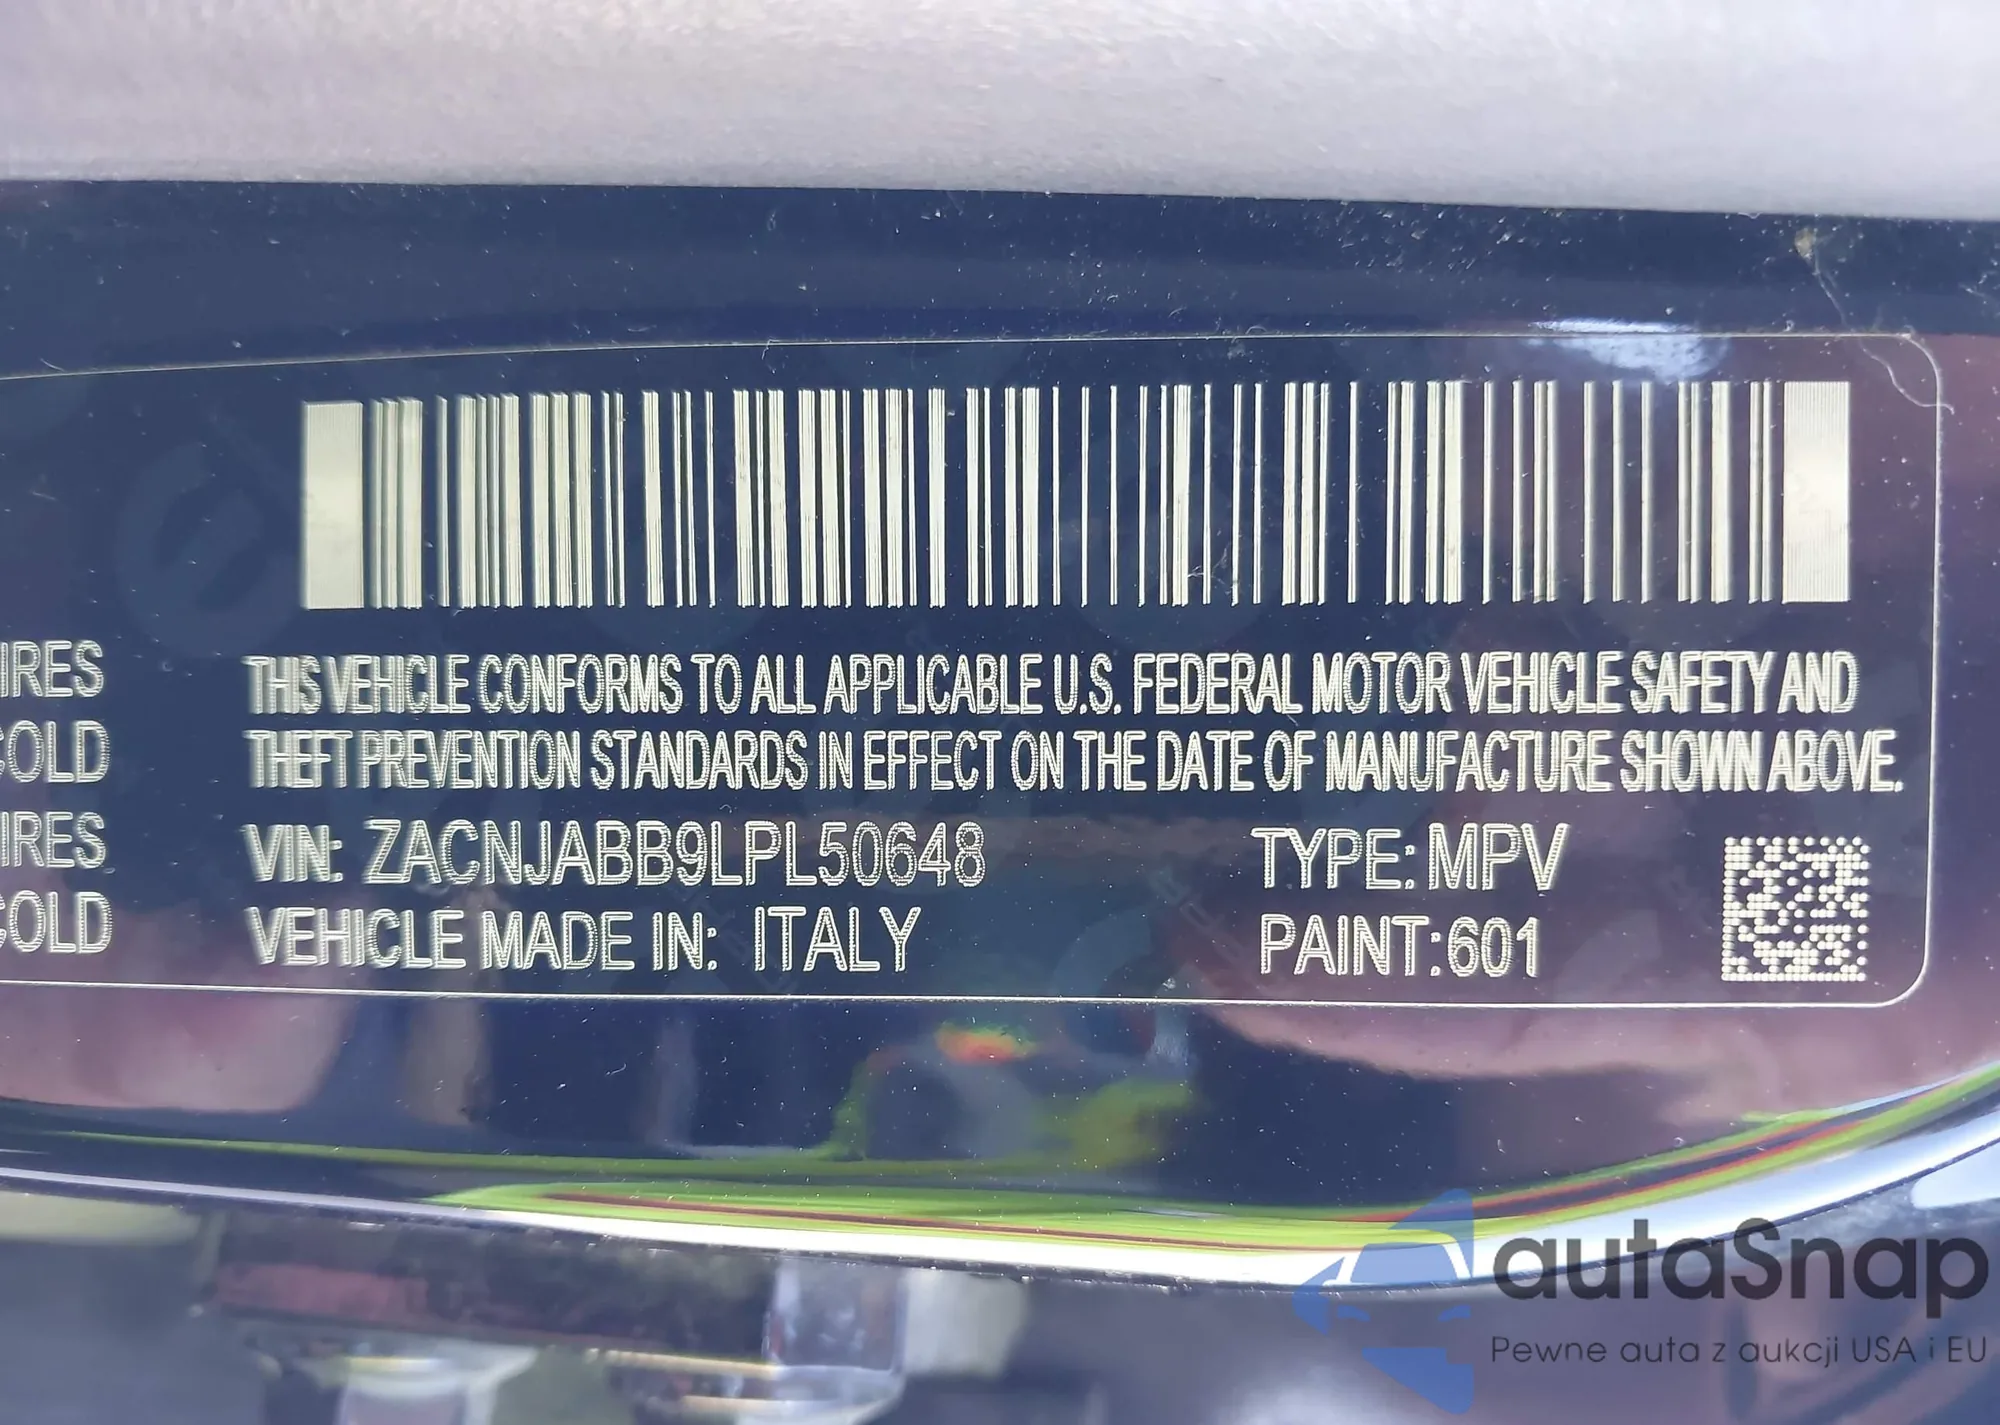 IRES
COLD
IRES
COLD
THIS VEHICLE CONFORMS TO ALL APPLICABLE U.S. FEDERAL MOTOR VEHICLE SAFETY AND
THEFT PREVENTION STANDARDS IN EFFECT ON THE DATE OF MANUFACTURE SHOWN ABOVE.
VIN: ZACNJABB9LPL50648
TYPE: MPV
VEHICLE MADE IN: ITALY
PAINT: 601
autaSnap
Pewne auta z aukcji USA i EU